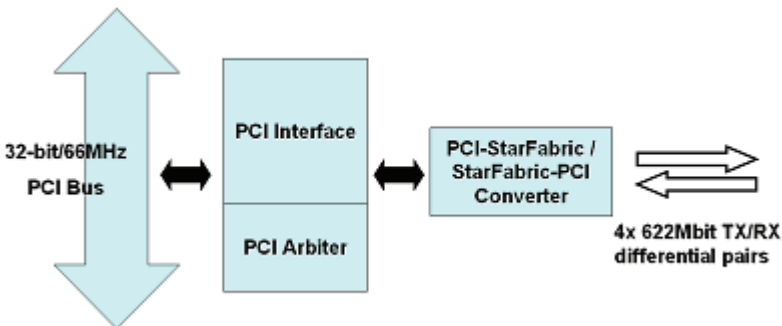 32-bit/66MHz
PCI Bus
PCI Interface
PCI Arbiter
PCI-StarFabric /
StarFabric-PCI
Converter
4x 622Mbit TX/RX
differential pairs